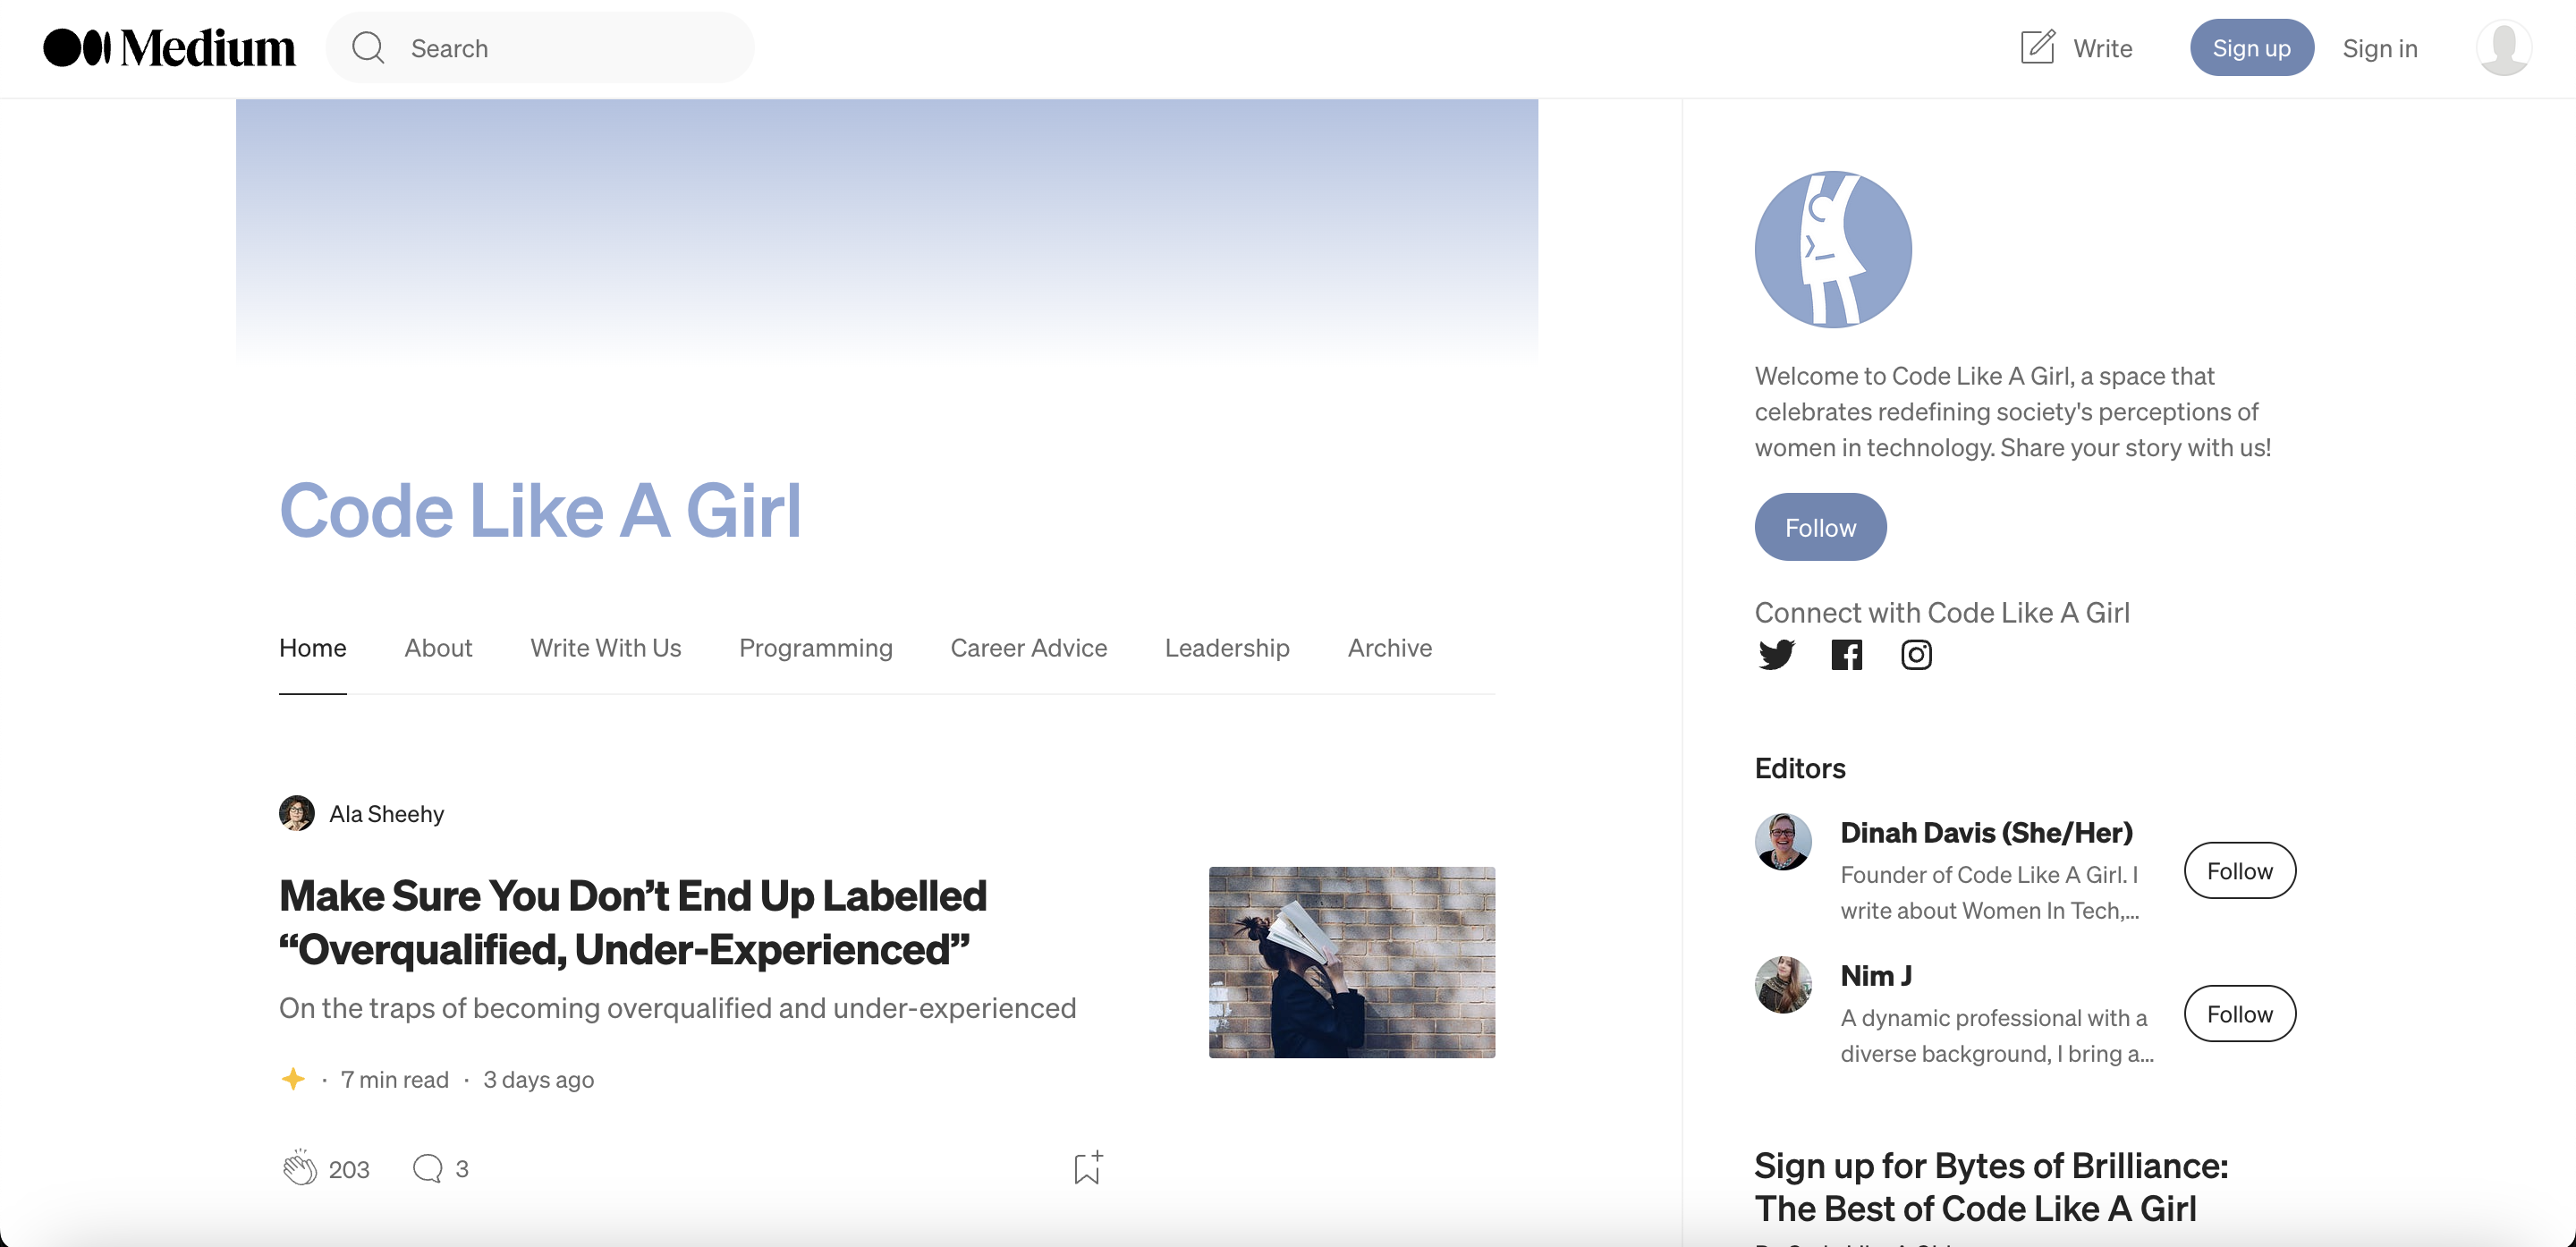 Medium
Search
Write
Sign up
Sign in
Code Like A Girl
Home
About
Write With Us
Programming
Career Advice
Leadership
Archive
Ala Sheehy
Make Sure You Don’t End Up Labelled
“Overqualified, Under-Experienced”
On the traps of becoming overqualified and under-experienced
· 7 min read · 3 days ago
203
3
Welcome to Code Like A Girl, a space that
celebrates redefining society's perceptions of
women in technology. Share your story with us!
Follow
Connect with Code Like A Girl
Editors
Dinah Davis (She/Her)
Founder of Code Like A Girl. I
write about Women In Tech,...
Follow
Nim J
A dynamic professional with a
diverse background, I bring a...
Follow
Sign up for Bytes of Brilliance:
The Best of Code Like A Girl